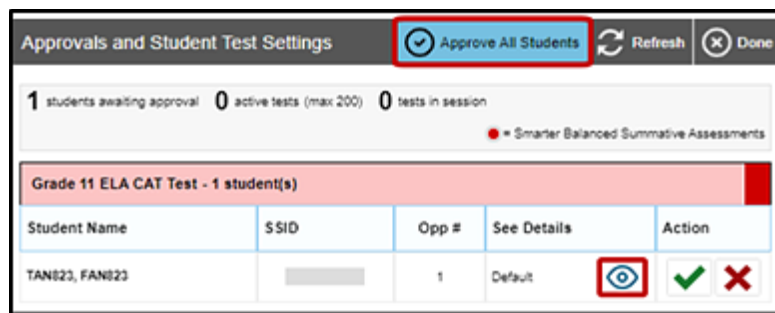 Approvals and Student Test Settings Approve All Students Refresh Done
1 students awaiting approval 0 active tests (max 200) 0 tests in session
= Smarter Balanced Summative Assessments
Grade 11 ELA CAT Test - 1 student(s)
Student Name SSID Opp # See Details Action
TAN823, FAN823 1 Default